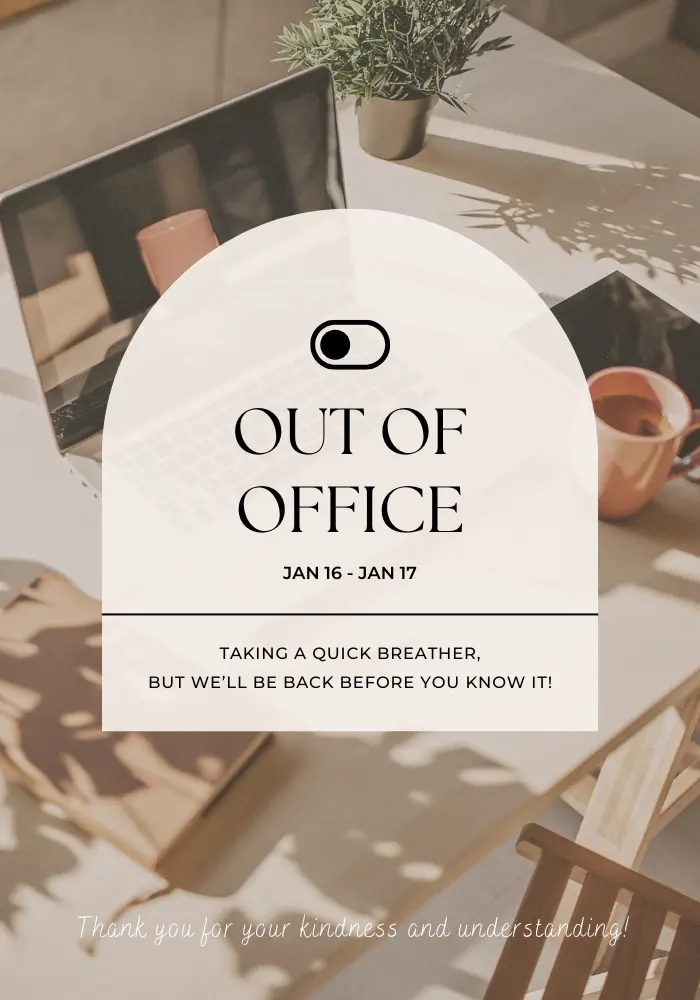 OUT OF
OFFICE
JAN 16 - JAN 17
TAKING A QUICK BREATHER,
BUT WE'LL BE BACK BEFORE YOU KNOW IT!
Thank you for your kindness and understanding!